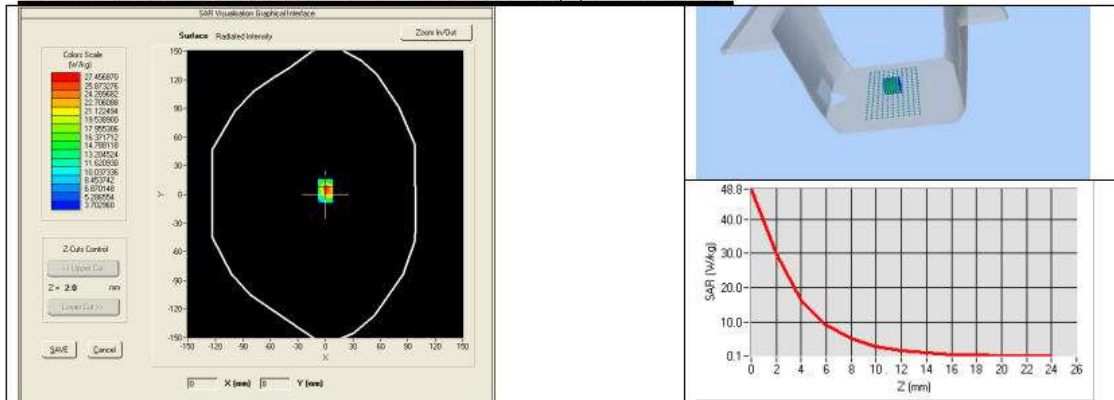 SAR Visualisation Graphical Interface
Surface Radiated Intensity
Zoom In/Out
Colors Scale
(W/kg)
27.456870
25.873276
24.289682
22.706088
21.122494
19.538900
17.955306
16.371712
14.788118
13.204524
11.620930
10.037336
8.453742
6.870148
5.286554
3.702960
150
120
90
60
30
0
-30
-60
-90
-120
-150
Y
-150 -120 -90 -60 -30 0 30 60 90 120 150
X
Z-Cuts Control
<< Upper Cut
Z = 2.0 mm
Lower Cut >>
SAVE Cancel
0 X (mm) 0 Y (mm)
48.8
40.0
30.0
20.0
10.0
0.1
SAR (W/kg)
0 2 4 6 8 10 12 14 16 18 20 22 24 26
Z (mm)